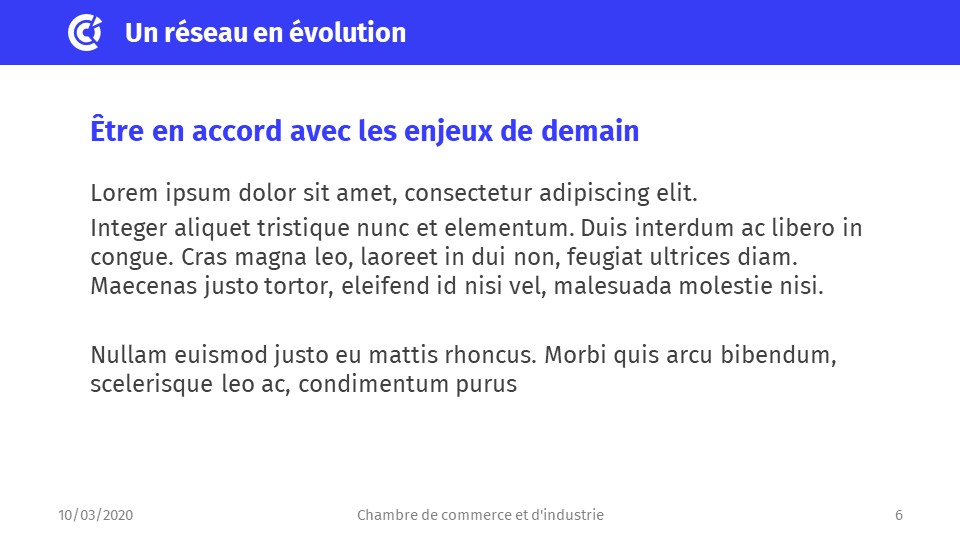 Un réseau en évolution
Être en accord avec les enjeux de demain
Lorem ipsum dolor sit amet, consectetur adipiscing elit.
Integer aliquet tristique nunc et elementum. Duis interdum ac libero in
congue. Cras magna leo, laoreet in dui non, feugiat ultrices diam.
Maecenas justo tortor, eleifend id nisi vel, malesuada molestie nisi.
Nullam euismod justo eu mattis rhoncus. Morbi quis arcu bibendum,
scelerisque leo ac, condimentum purus
10/03/2020
Chambre de commerce et d'industrie
6